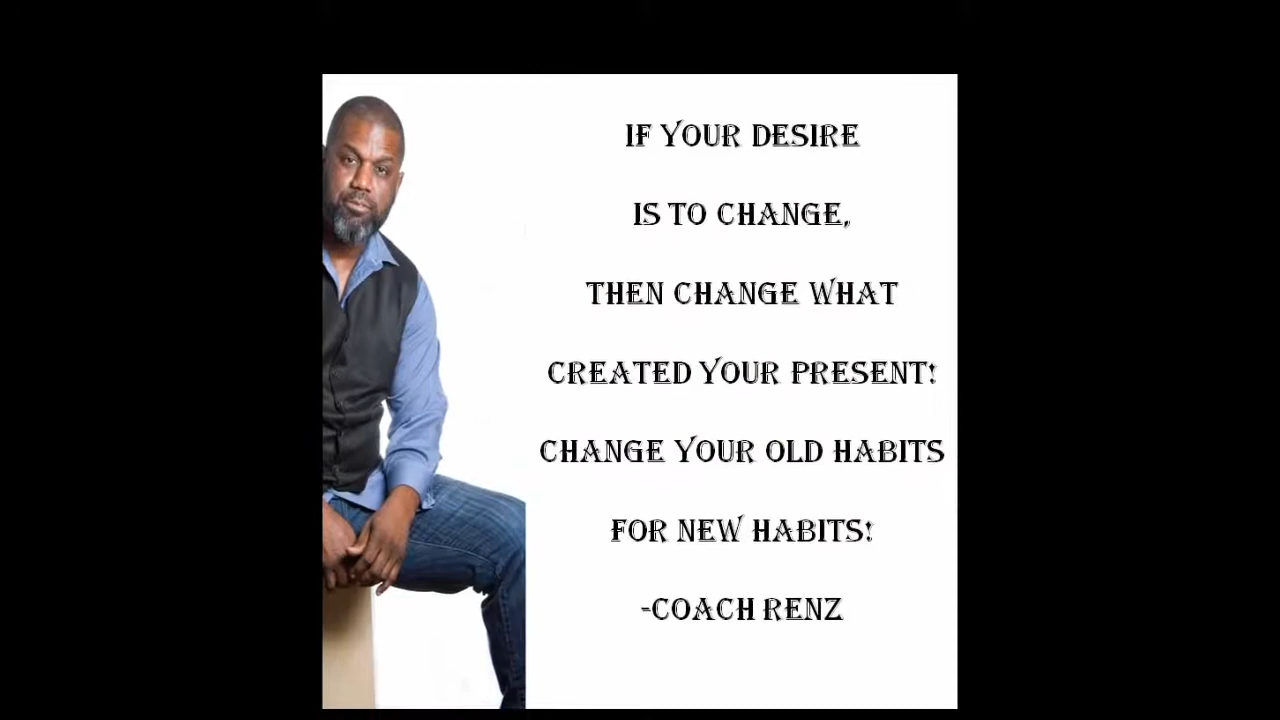 IF YOUR DESIRE
IS TO CHANGE,
THEN CHANGE WHAT
CREATED YOUR PRESENT!
CHANGE YOUR OLD HABITS
FOR NEW HABITS!
-COACH RENZ